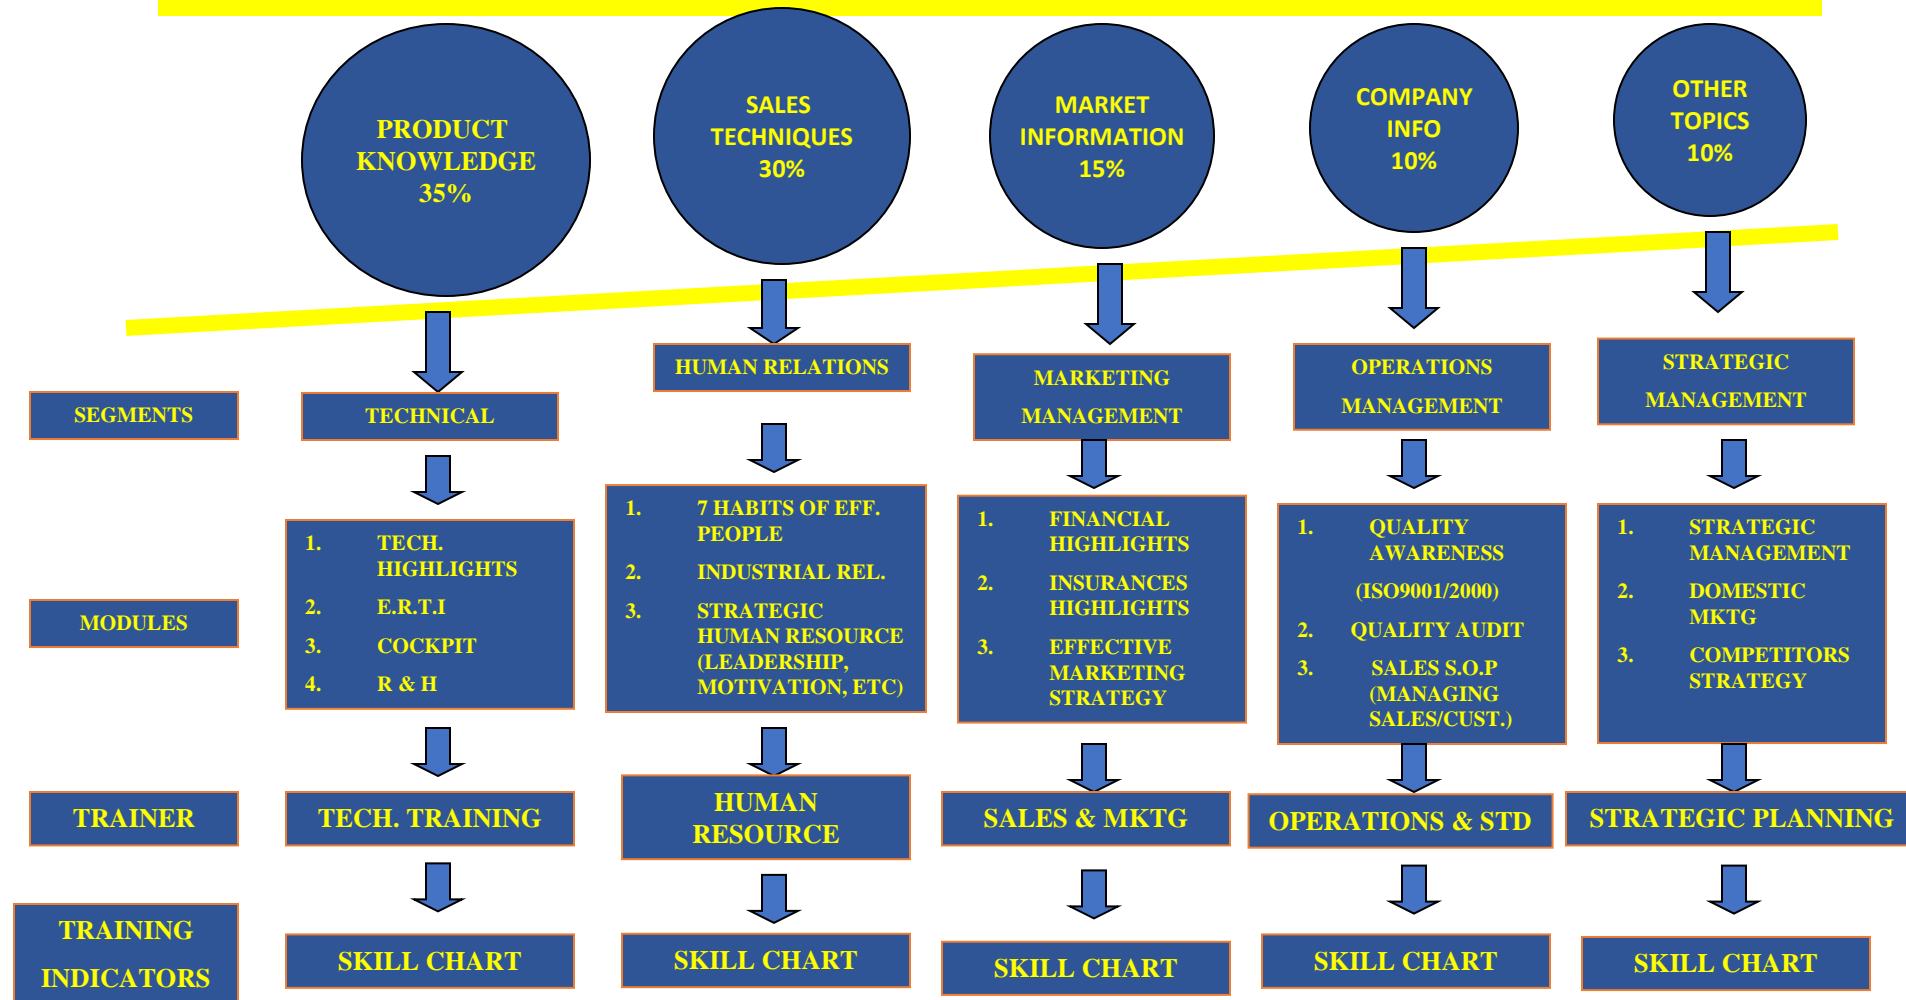 PRODUCT
KNOWLEDGE
35%
SALES
TECHNIQUES
30%
MARKET
INFORMATION
15%
COMPANY
INFO
10%
OTHER
TOPICS
10%
SEGMENTS
TECHNICAL
HUMAN RELATIONS
MARKETING
MANAGEMENT
OPERATIONS
MANAGEMENT
STRATEGIC
MANAGEMENT
MODULES
1. TECH.
HIGHLIGHTS
2. E.R.T.I
3. COCKPIT
4. R & H
1. 7 HABITS OF EFF.
PEOPLE
2. INDUSTRIAL REL.
3. STRATEGIC
HUMAN RESOURCE
(LEADERSHIP,
MOTIVATION, ETC)
1. FINANCIAL
HIGHLIGHTS
2. INSURANCES
HIGHLIGHTS
3. EFFECTIVE
MARKETING
STRATEGY
1. QUALITY
AWARENESS
(ISO9001/2000)
2. QUALITY AUDIT
3. SALES S.O.P
(MANAGING
SALES/CUST.)
1. STRATEGIC
MANAGEMENT
2. DOMESTIC
MKTG
3. COMPETITORS
STRATEGY
TRAINER
TECH. TRAINING
HUMAN
RESOURCE
SALES & MKTG
OPERATIONS & STD
STRATEGIC PLANNING
TRAINING
INDICATORS
SKILL CHART
SKILL CHART
SKILL CHART
SKILL CHART
SKILL CHART